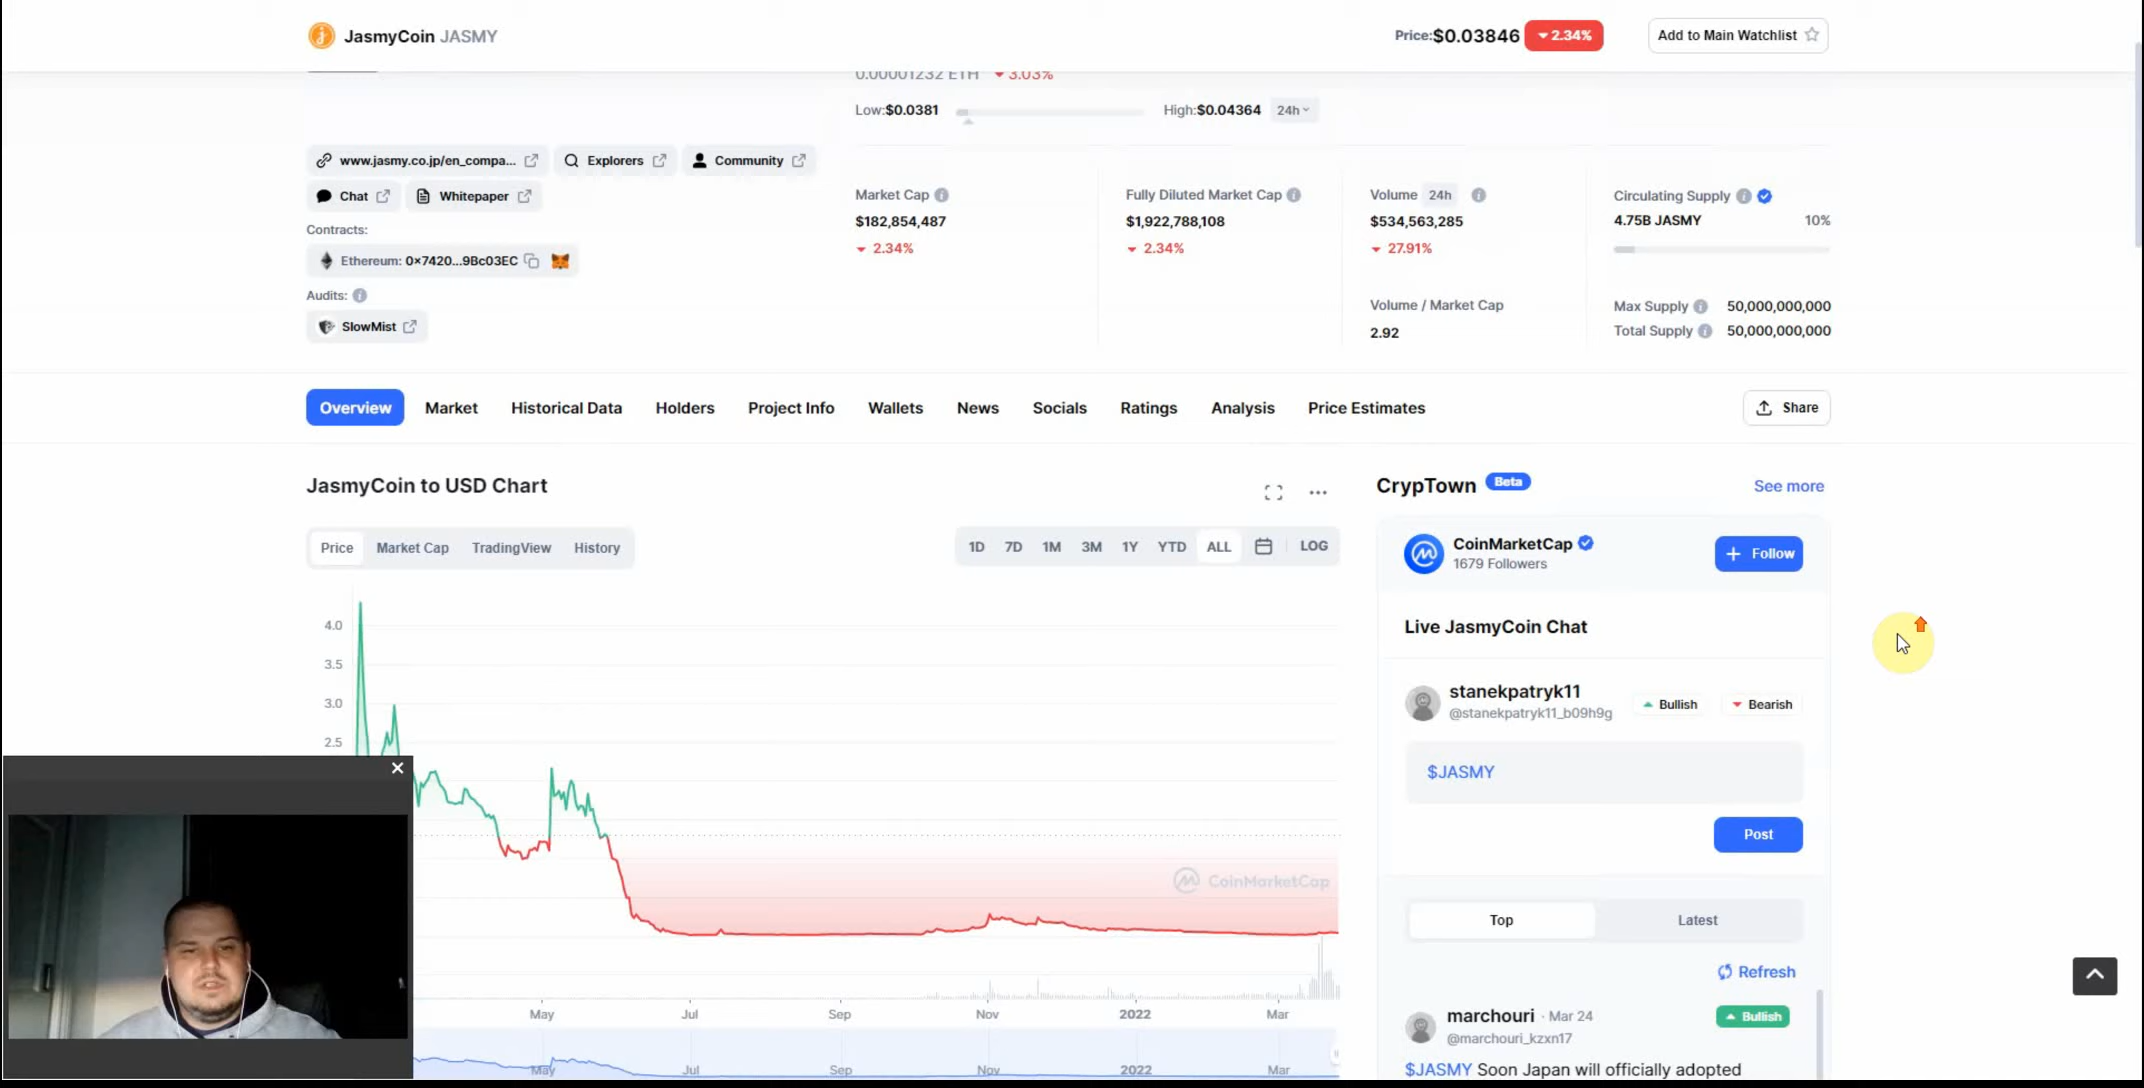 JasmyCoin JASMY
Price:$0.03846 2.34% Add to Main Watchlist
0.00001232 ETH 3.03%
Low:$0.0381 High:$0.04364 24h
www.jasmy.co.jp/en_compa... Explorers Community
Chat Whitepaper
Contracts:
Ethereum: 0x7420...9Bc03EC
Audits:
SlowMist
Market Cap
$182,854,487
2.34%
Fully Diluted Market Cap
$1,922,788,108
2.34%
Volume 24h
$534,563,285
27.91%
Volume / Market Cap
2.92
Circulating Supply
4.75B JASMY 10%
Max Supply 50,000,000,000
Total Supply 50,000,000,000
Overview Market Historical Data Holders Project Info Wallets News Socials Ratings Analysis Price Estimates Share
JasmyCoin to USD Chart
Price Market Cap TradingView History
1D 7D 1M 3M 1Y YTD ALL LOG
4.0
3.5
3.0
2.5
CoinMarketCap
May Jul Sep Nov 2022 Mar
May Jul Sep Nov 2022 Mar
CrypTown Beta See more
CoinMarketCap
1679 Followers
+ Follow
Live JasmyCoin Chat
stanekpatryk11
@stanekpatryk11_b09h9g
Bullish Bearish
$JASMY
Post
Top Latest
Refresh
marchouri · Mar 24 Bullish
@marchouri_kzxn17
$JASMY Soon Japan will officially adopted